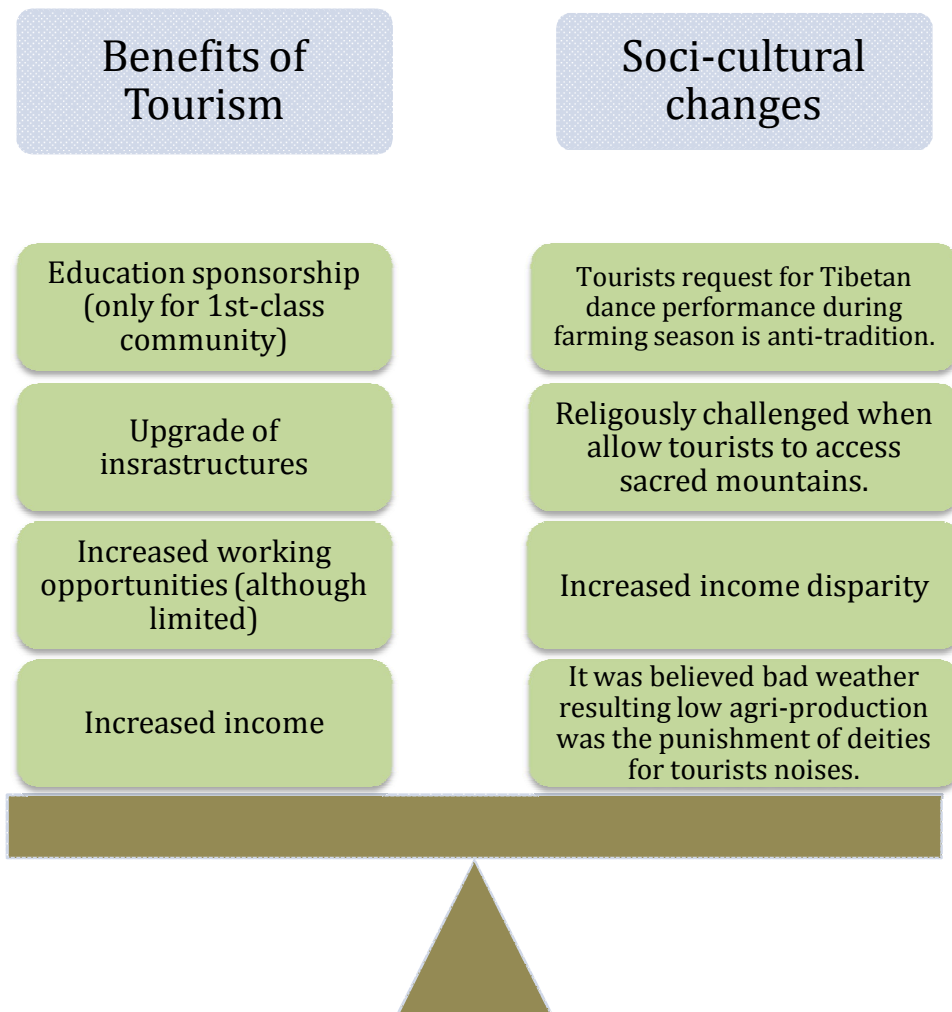 Benefits of
Tourism
Soci-cultural
changes
Education sponsorship
(only for 1st-class
community)
Upgrade of
insrastructures
Increased working
opportunities (although
limited)
Increased income
Tourists request for Tibetan
dance performance during
farming season is anti-tradition.
Religously challenged when
allow tourists to access
sacred mountains.
Increased income disparity
It was believed bad weather
resulting low agri-production
was the punishment of deities
for tourists noises.